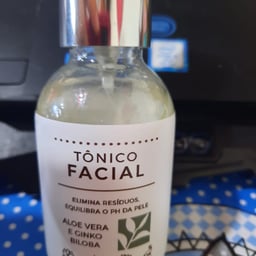 TÔNICO
FACIAL
ELIMINA RESÍDUOS,
EQUILIBRA O PH DA PELE
ALOE VERA
E GINKO
BILOBA